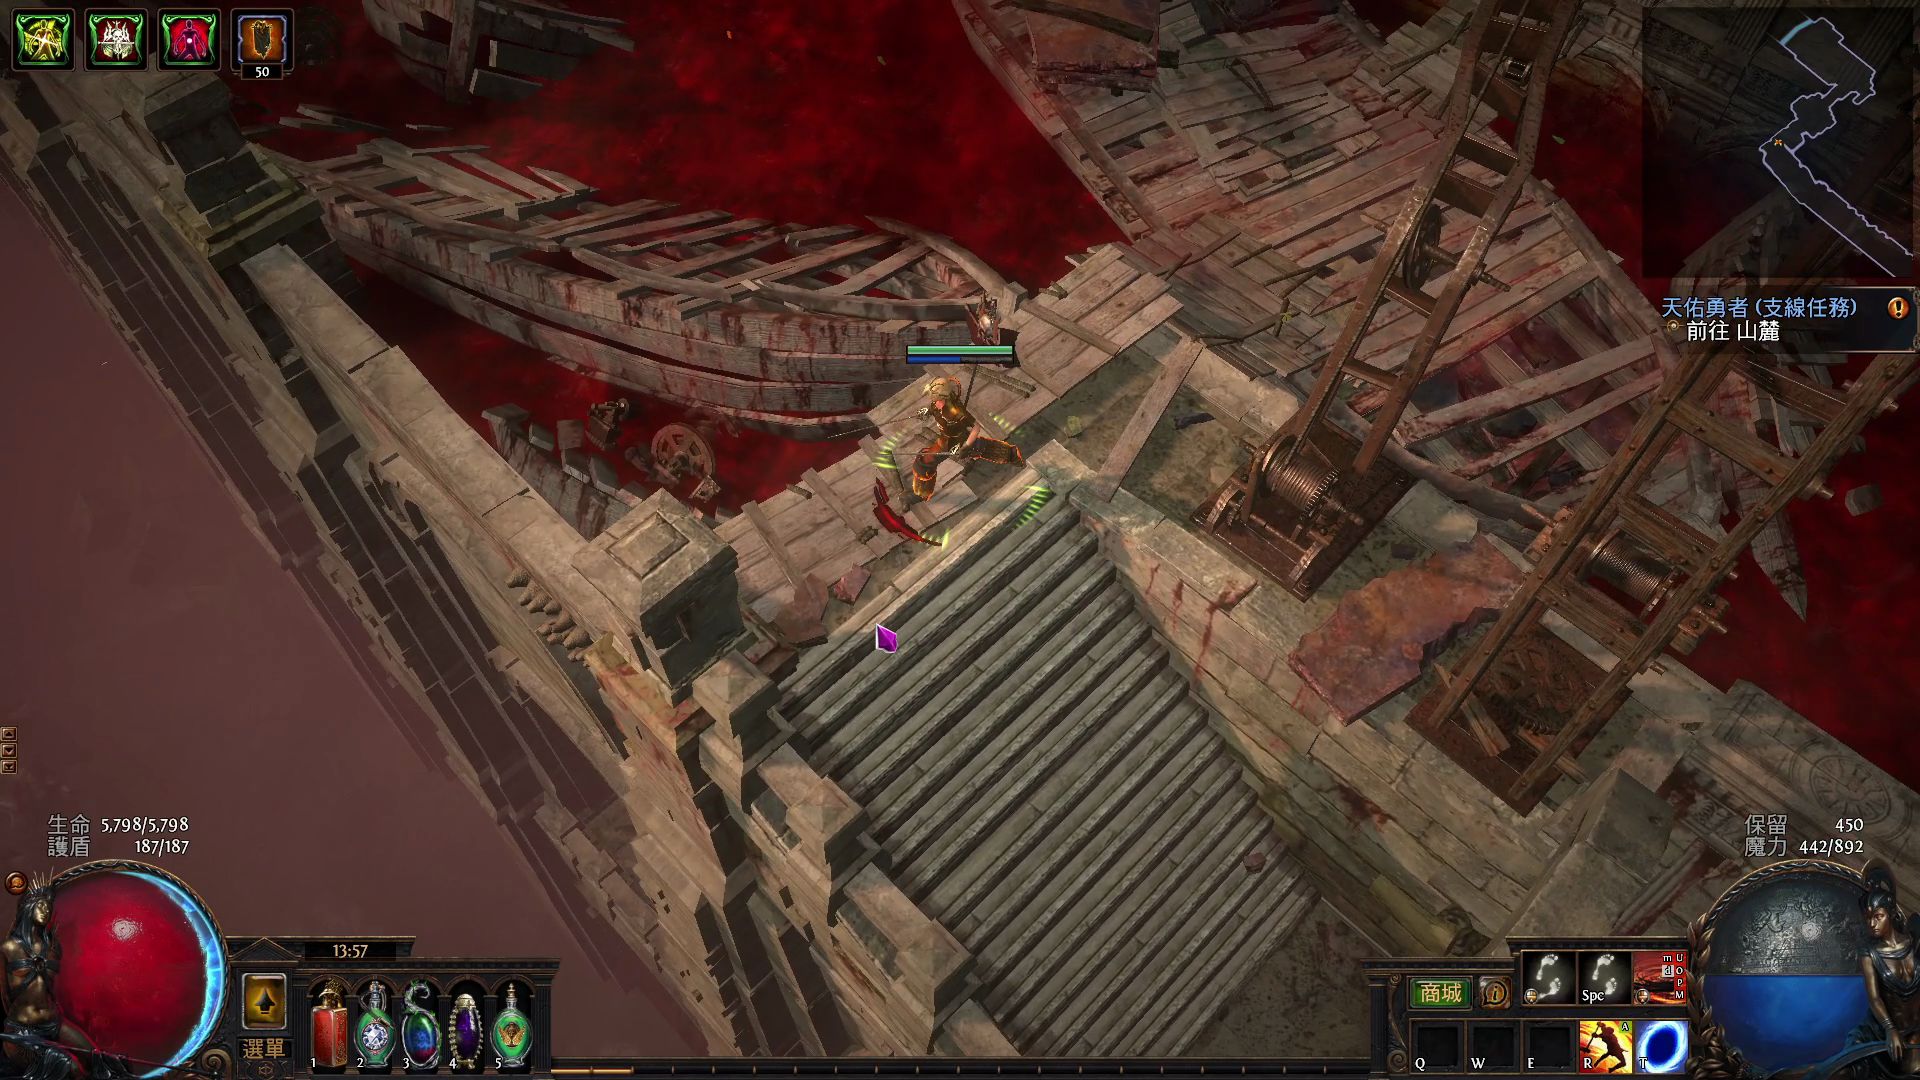 50
天佑勇者 (支線任務)
前往 山麓
生命 5,798/5,798
護盾 187/187
保留 450
魔力 442/892
13:57
選單
1
2
3
4
5
商城
Spc
m U
d O
P
M
Q
W
E
R
A
T